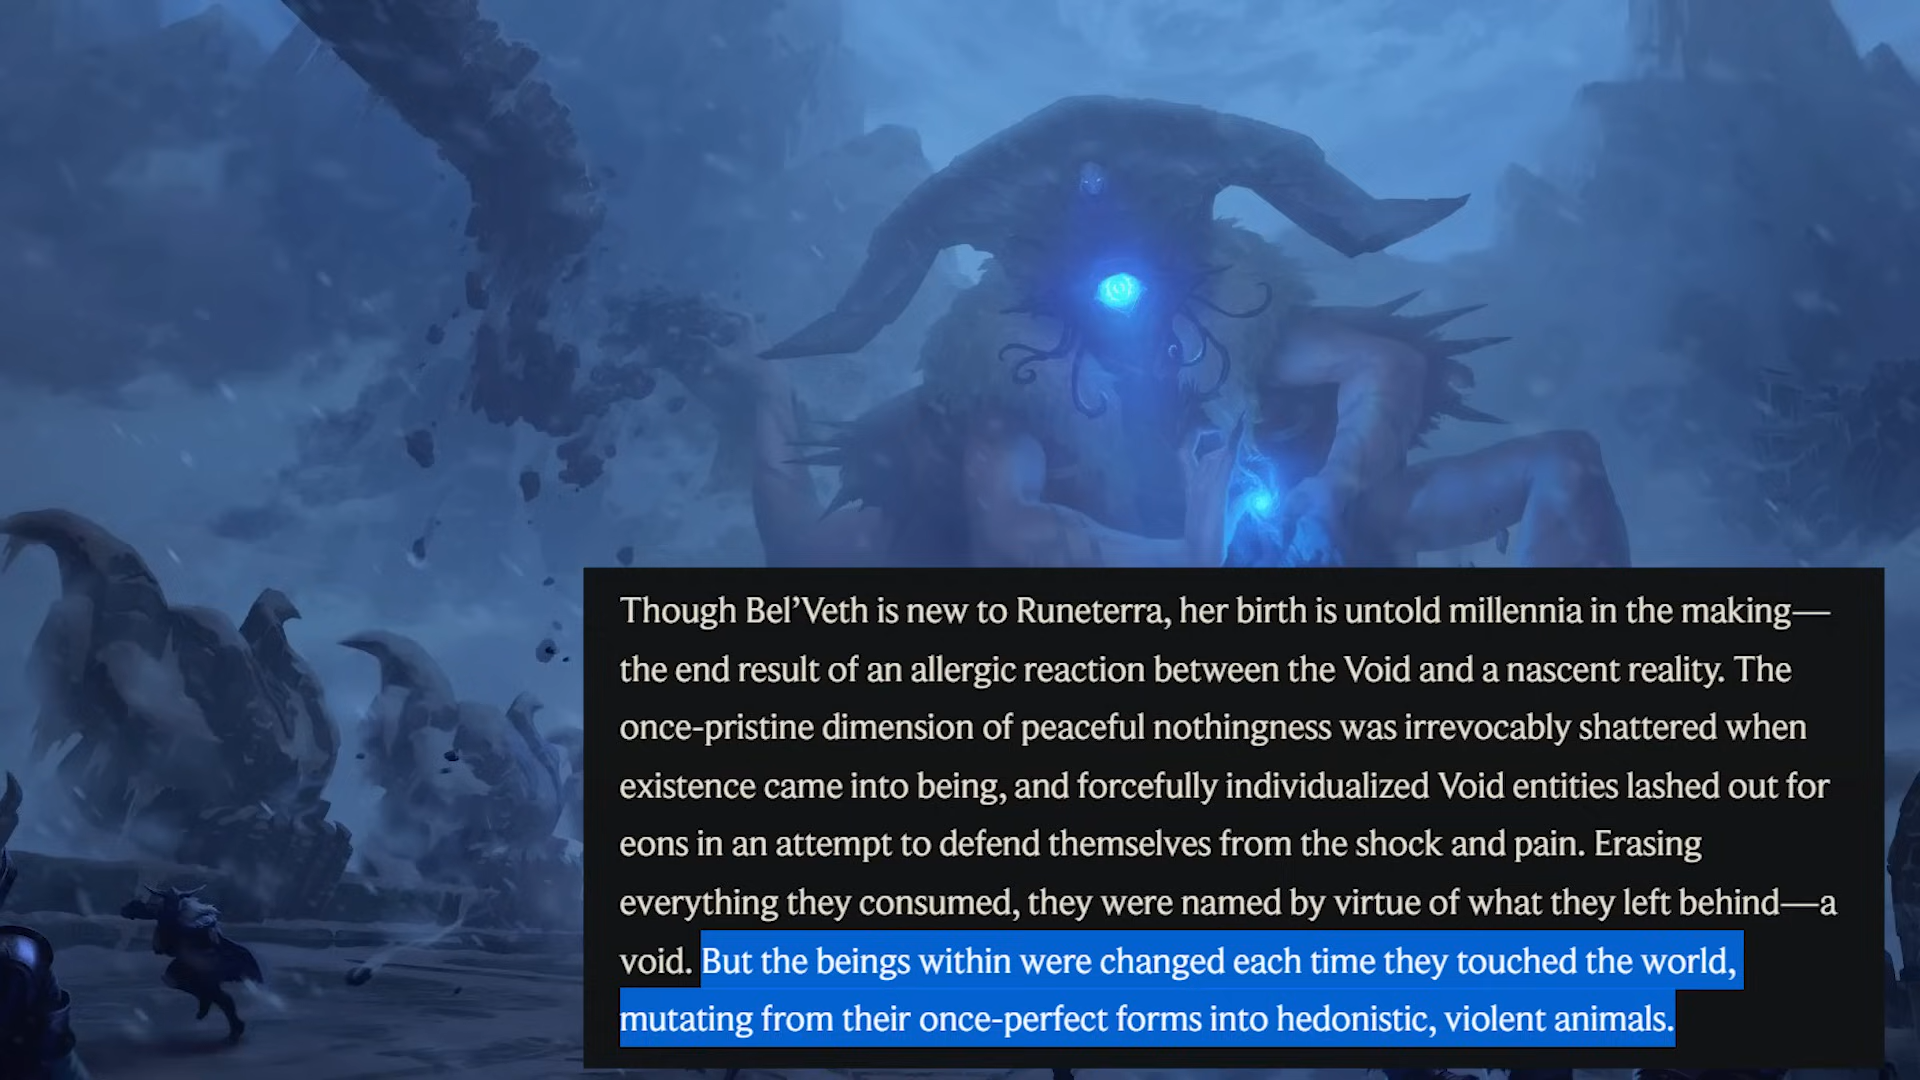 Though Bel’Veth is new to Runeterra, her birth is untold millennia in the making—
the end result of an allergic reaction between the Void and a nascent reality. The
once-pristine dimension of peaceful nothingness was irrevocably shattered when
existence came into being, and forcefully individualized Void entities lashed out for
eons in an attempt to defend themselves from the shock and pain. Erasing
everything they consumed, they were named by virtue of what they left behind—a
void. But the beings within were changed each time they touched the world,
mutating from their once-perfect forms into hedonistic, violent animals.